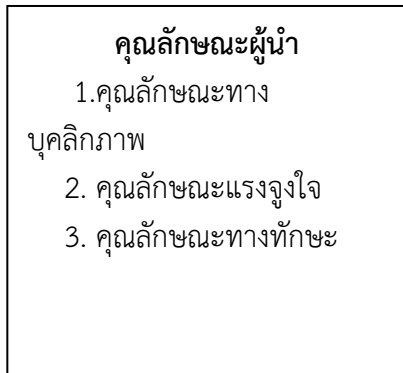 คุณลักษณะผู้นำ
1.คุณลักษณะทาง
บุคลิกภาพ
2. คุณลักษณะแรงจูงใจ
3. คุณลักษณะทางทักษะ